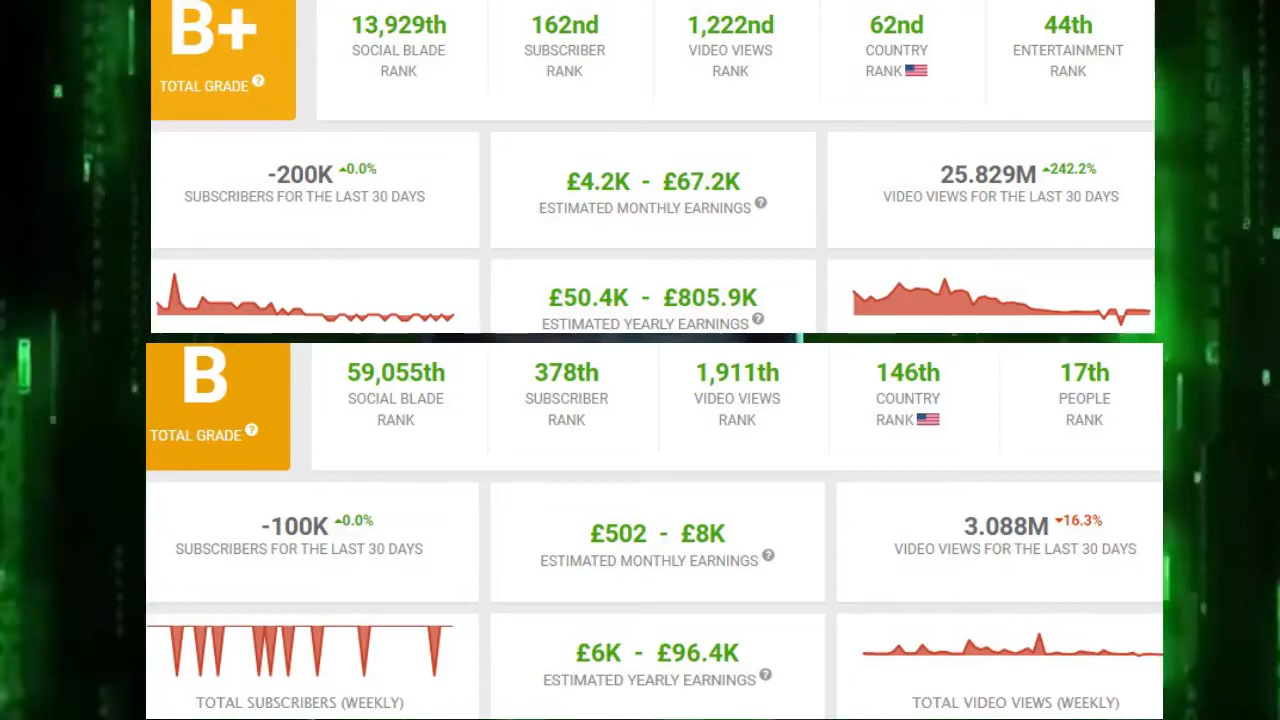 B+
TOTAL GRADE ?
13,929th
SOCIAL BLADE
RANK
162nd
SUBSCRIBER
RANK
1,222nd
VIDEO VIEWS
RANK
62nd
COUNTRY
RANK
44th
ENTERTAINMENT
RANK
-200K ▲0.0%
SUBSCRIBERS FOR THE LAST 30 DAYS
£4.2K - £67.2K
ESTIMATED MONTHLY EARNINGS ?
25.829M ▲242.2%
VIDEO VIEWS FOR THE LAST 30 DAYS
£50.4K - £805.9K
ESTIMATED YEARLY EARNINGS ?
B
TOTAL GRADE ?
59,055th
SOCIAL BLADE
RANK
378th
SUBSCRIBER
RANK
1,911th
VIDEO VIEWS
RANK
146th
COUNTRY
RANK
17th
PEOPLE
RANK
-100K ▲0.0%
SUBSCRIBERS FOR THE LAST 30 DAYS
£502 - £8K
ESTIMATED MONTHLY EARNINGS ?
3.088M ▼16.3%
VIDEO VIEWS FOR THE LAST 30 DAYS
TOTAL SUBSCRIBERS (WEEKLY)
£6K - £96.4K
ESTIMATED YEARLY EARNINGS ?
TOTAL VIDEO VIEWS (WEEKLY)